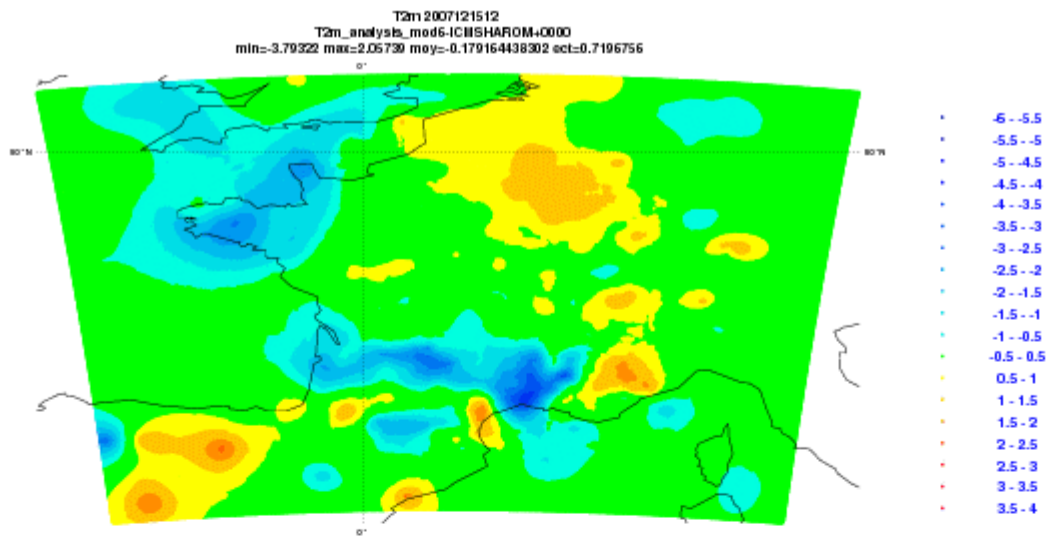 T2m 2007121512
T2m_analysis_mod6-ICMSHAROM+0000
min=-3.79322 max=2.05739 moy=-0.179164438302 ect=0.7196756
0°
-6 - -5.5
-5.5 - -5
-5 - -4.5
-4.5 - -4
-4 - -3.5
-3.5 - -3
-3 - -2.5
-2.5 - -2
-2 - -1.5
-1.5 - -1
-1 - -0.5
-0.5 - 0.5
0.5 - 1
1 - 1.5
1.5 - 2
2 - 2.5
2.5 - 3
3 - 3.5
3.5 - 4
0°